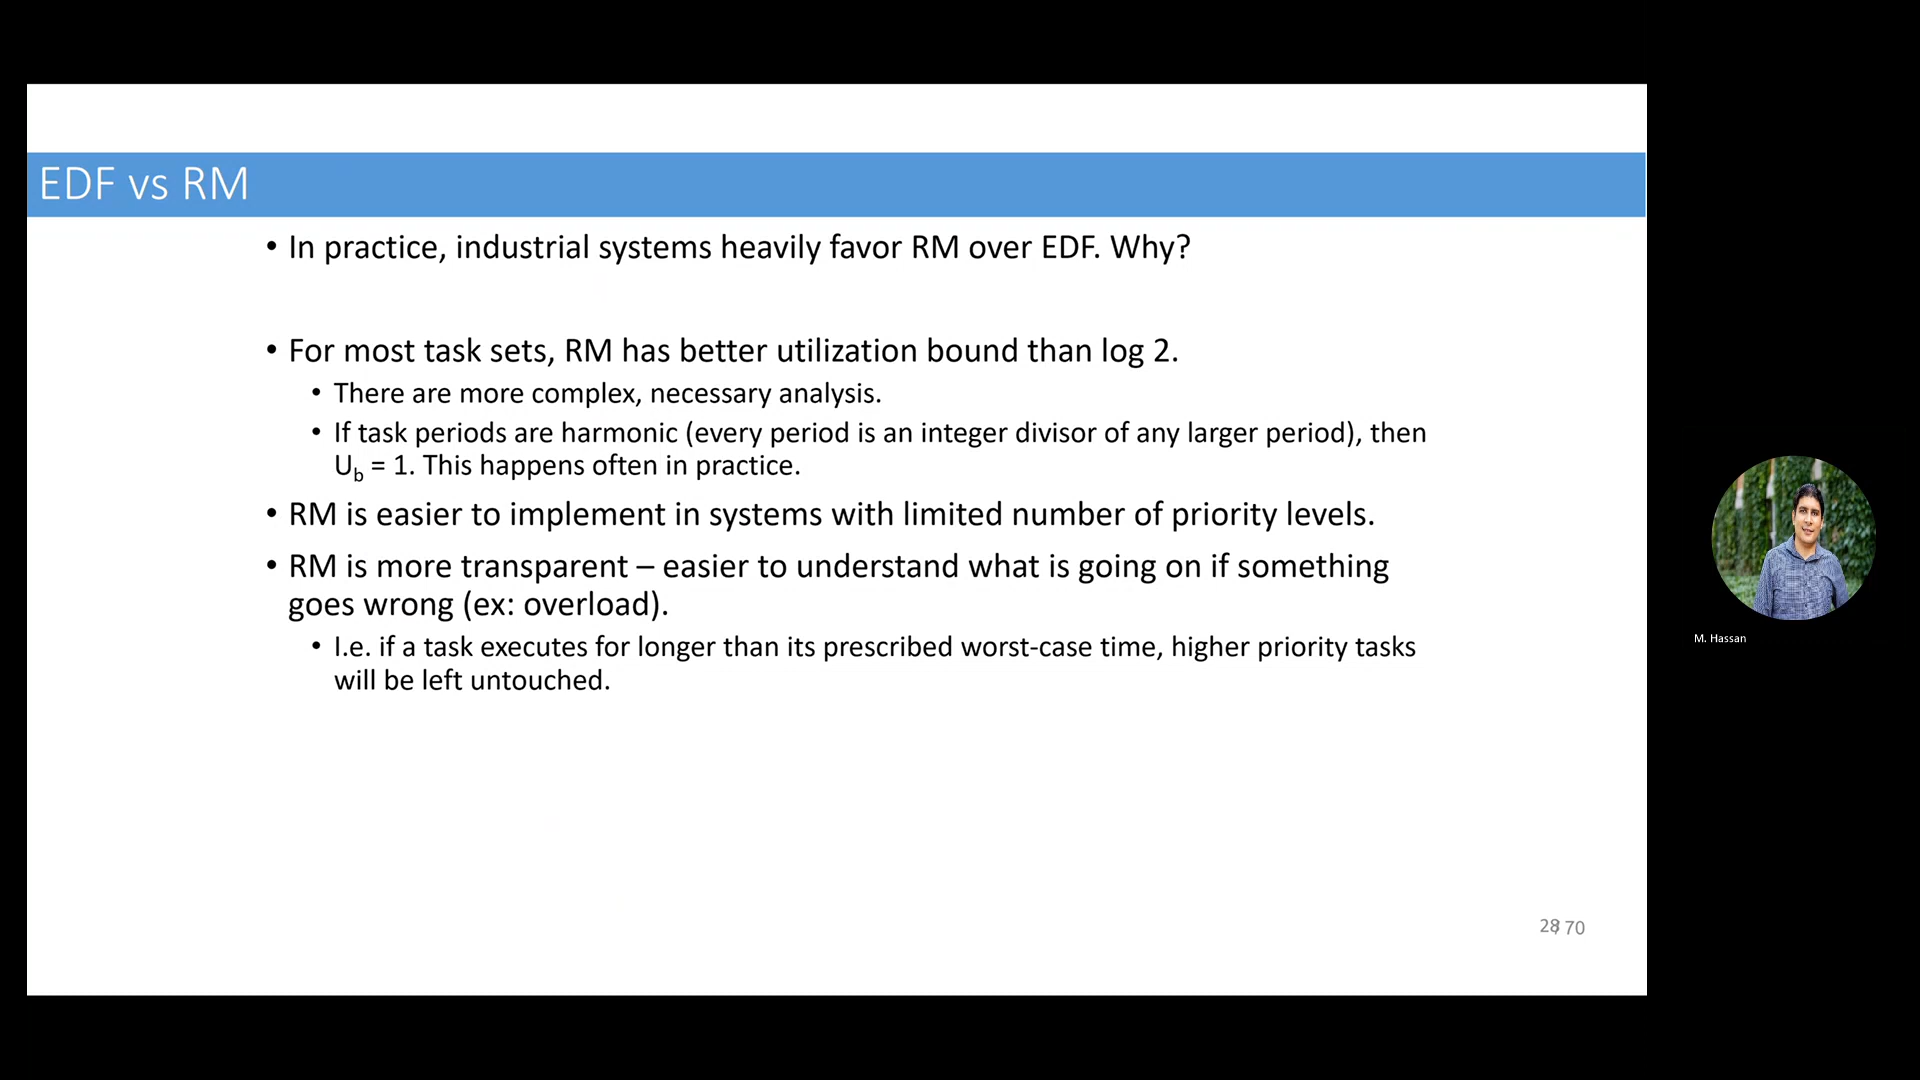 EDF vs RM
• In practice, industrial systems heavily favor RM over EDF. Why?
• For most task sets, RM has better utilization bound than log 2.
• There are more complex, necessary analysis.
• If task periods are harmonic (every period is an integer divisor of any larger period), then
U_b = 1. This happens often in practice.
• RM is easier to implement in systems with limited number of priority levels.
• RM is more transparent – easier to understand what is going on if something
goes wrong (ex: overload).
• I.e. if a task executes for longer than its prescribed worst-case time, higher priority tasks
will be left untouched.
M. Hassan
28 / 70